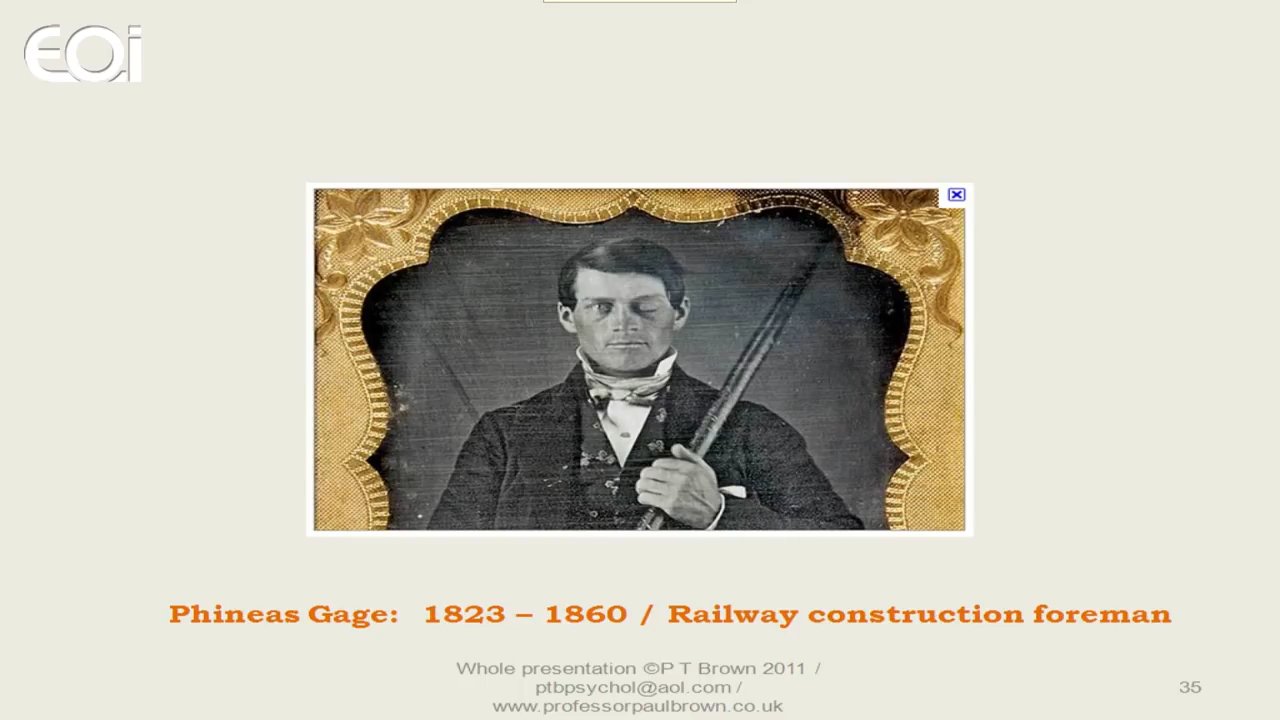 EQi
Phineas Gage: 1823 – 1860 / Railway construction foreman
Whole presentation ©P T Brown 2011 /
ptbpsychol@aol.com /
www.professorpaulbrown.co.uk
35